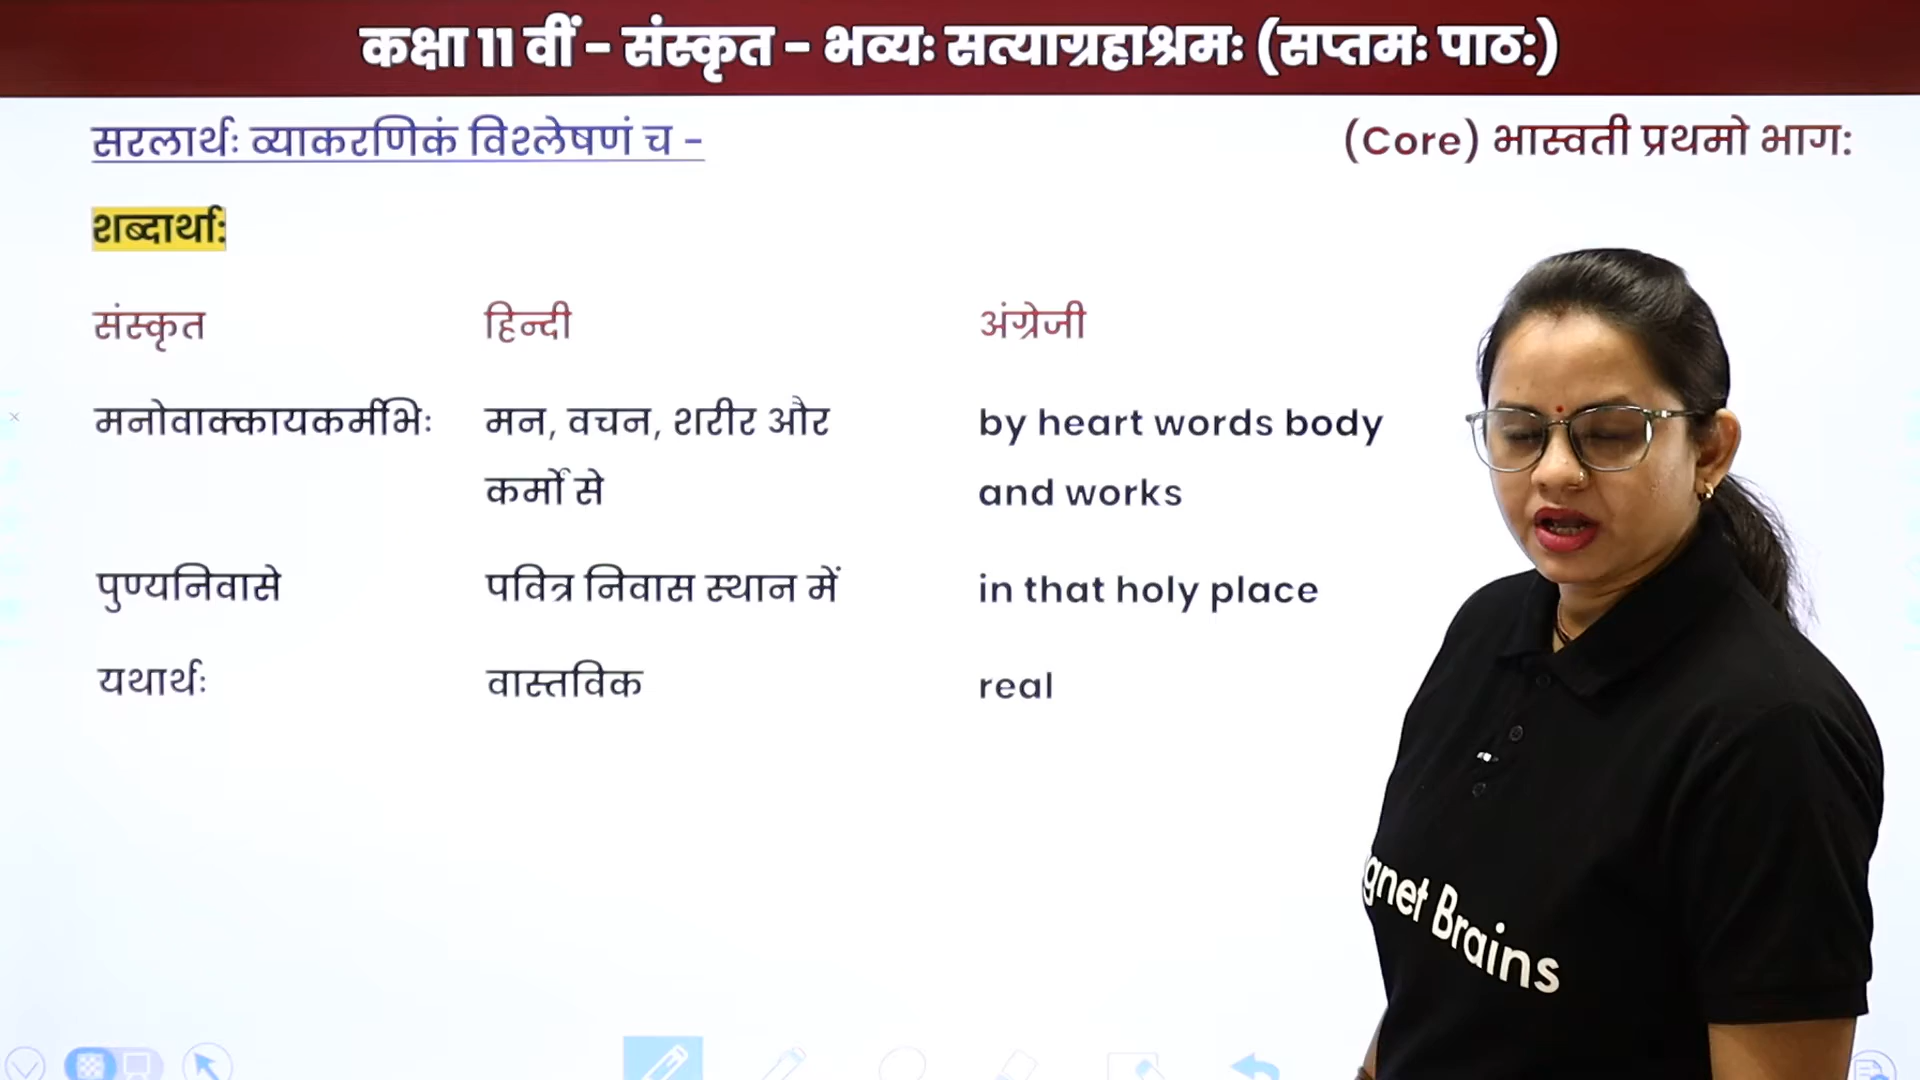 कक्षा 11 वीं - संस्कृत - भव्यः सत्याग्रहाश्रमः (सप्तमः पाठ:)
सरलार्थः व्याकरणिकं विश्लेषणं च -
(Core) भास्वती प्रथमो भाग:
शब्दार्था:
संस्कृत हिन्दी अंग्रेजी
मनोवाक्कायकर्मभिः मन, वचन, शरीर और by heart words body
कर्मों से and works
पुण्यनिवासे पवित्र निवास स्थान में in that holy place
यथार्थः वास्तविक real
gnet Brains